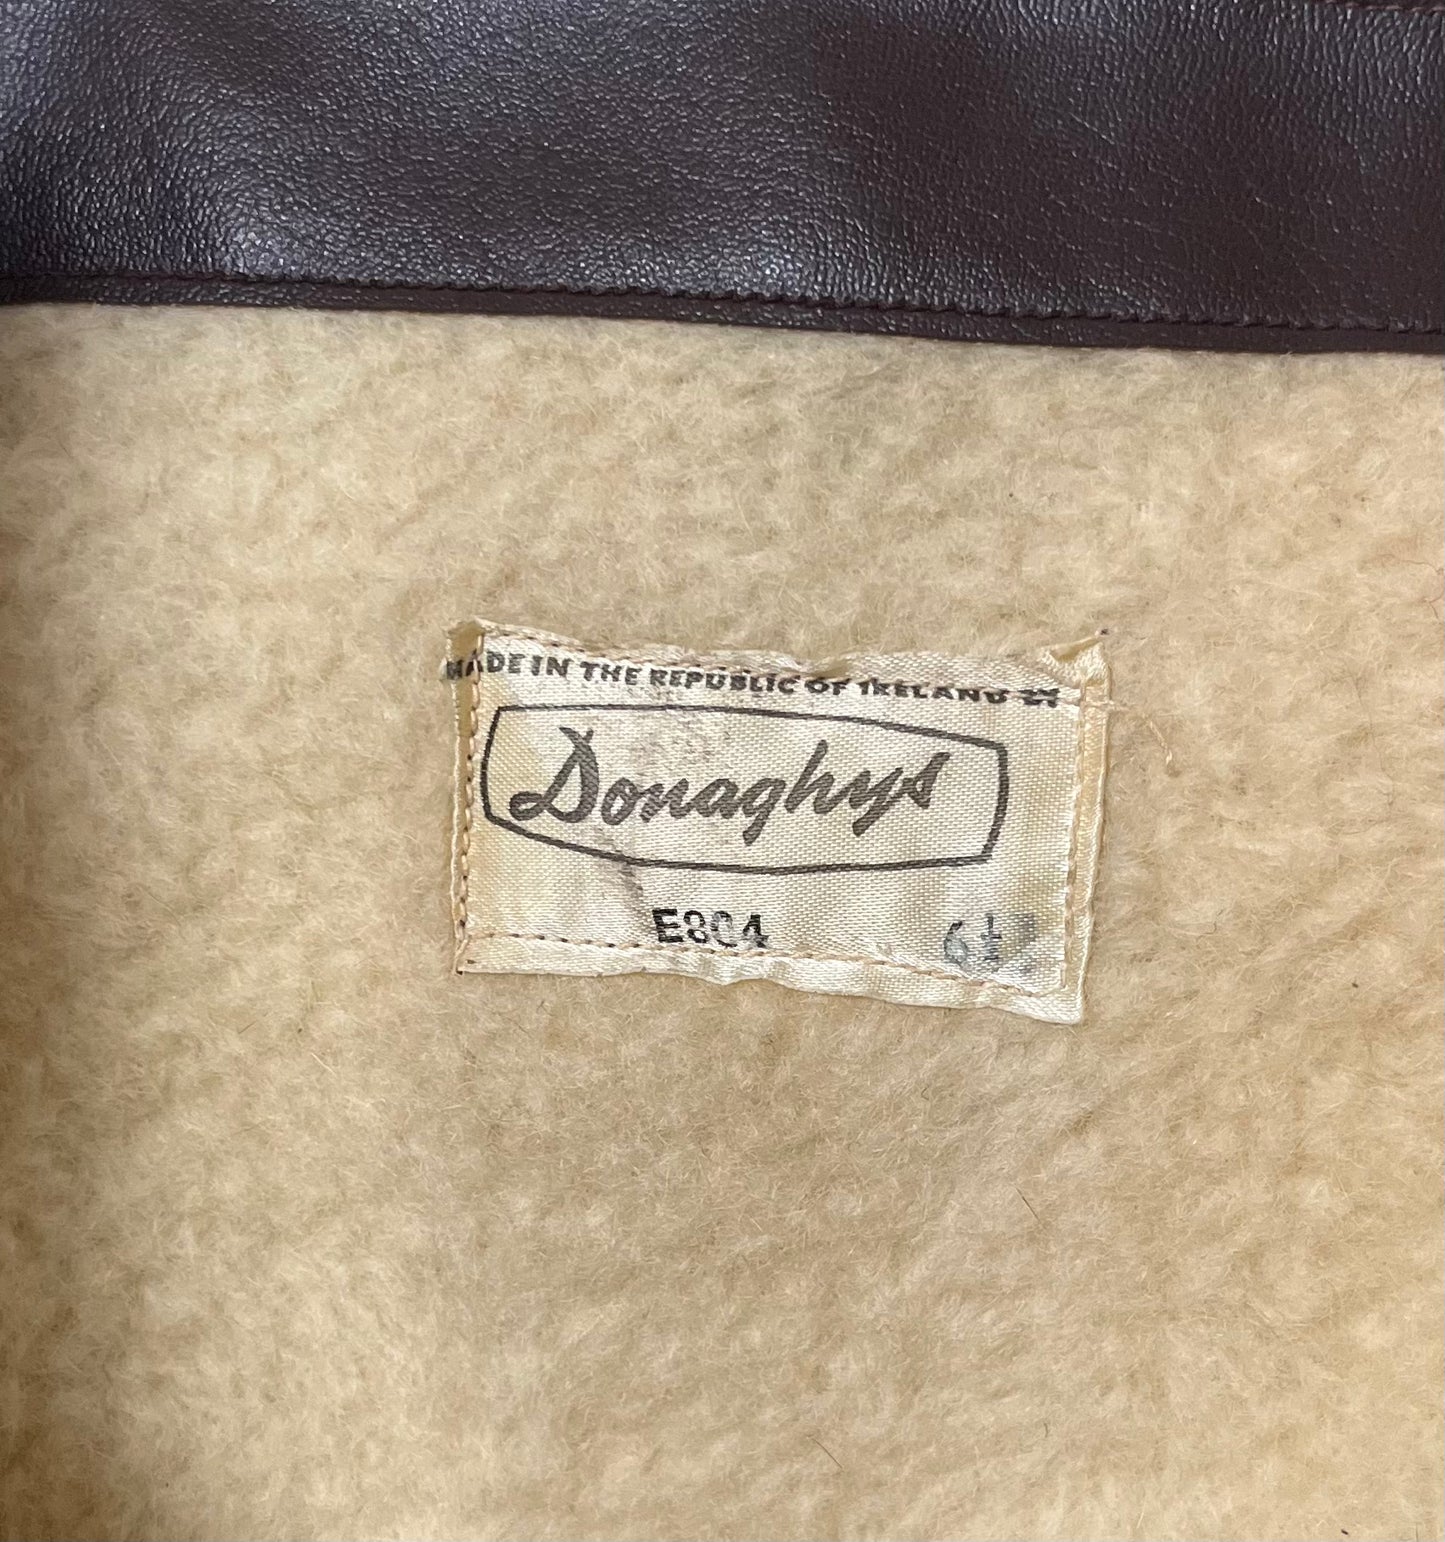 MADE IN THE REPUBLIC OF IRELAND BY
Donaghys
E804 6½